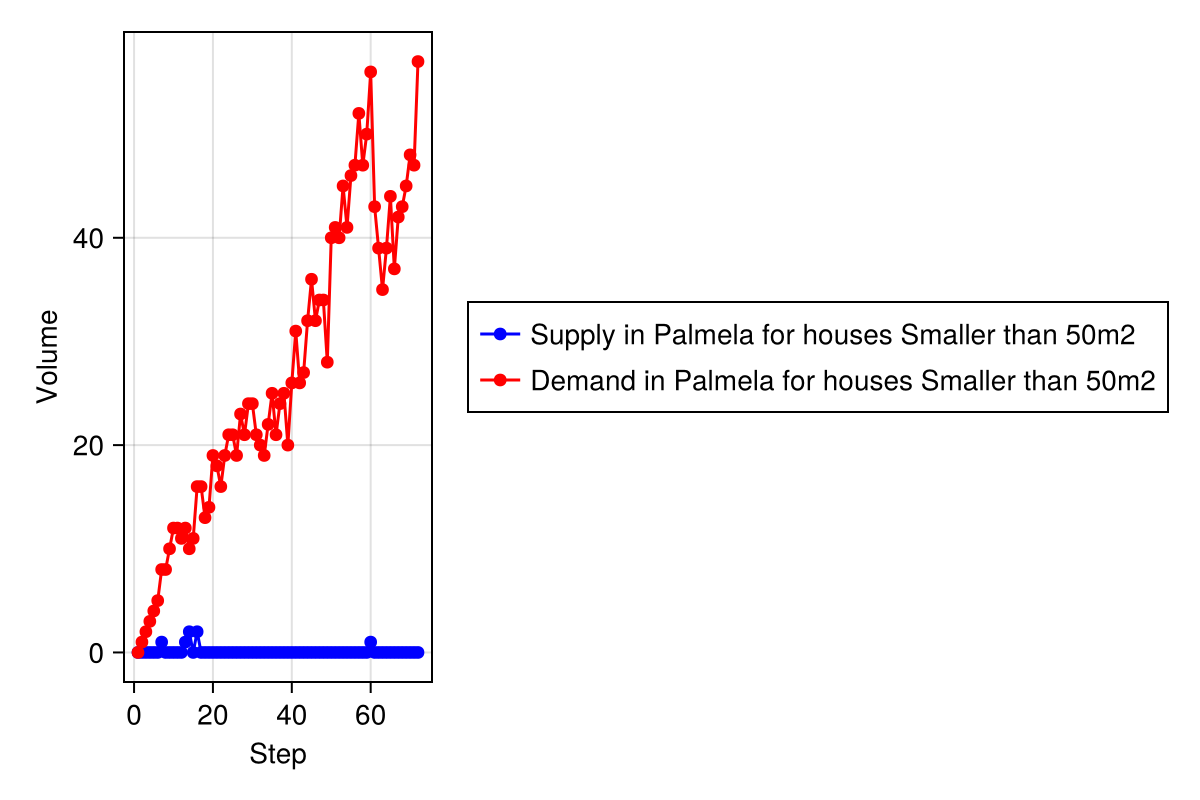 Volume
40
20
0
0 20 40 60
Step
Supply in Palmela for houses Smaller than 50m2
Demand in Palmela for houses Smaller than 50m2